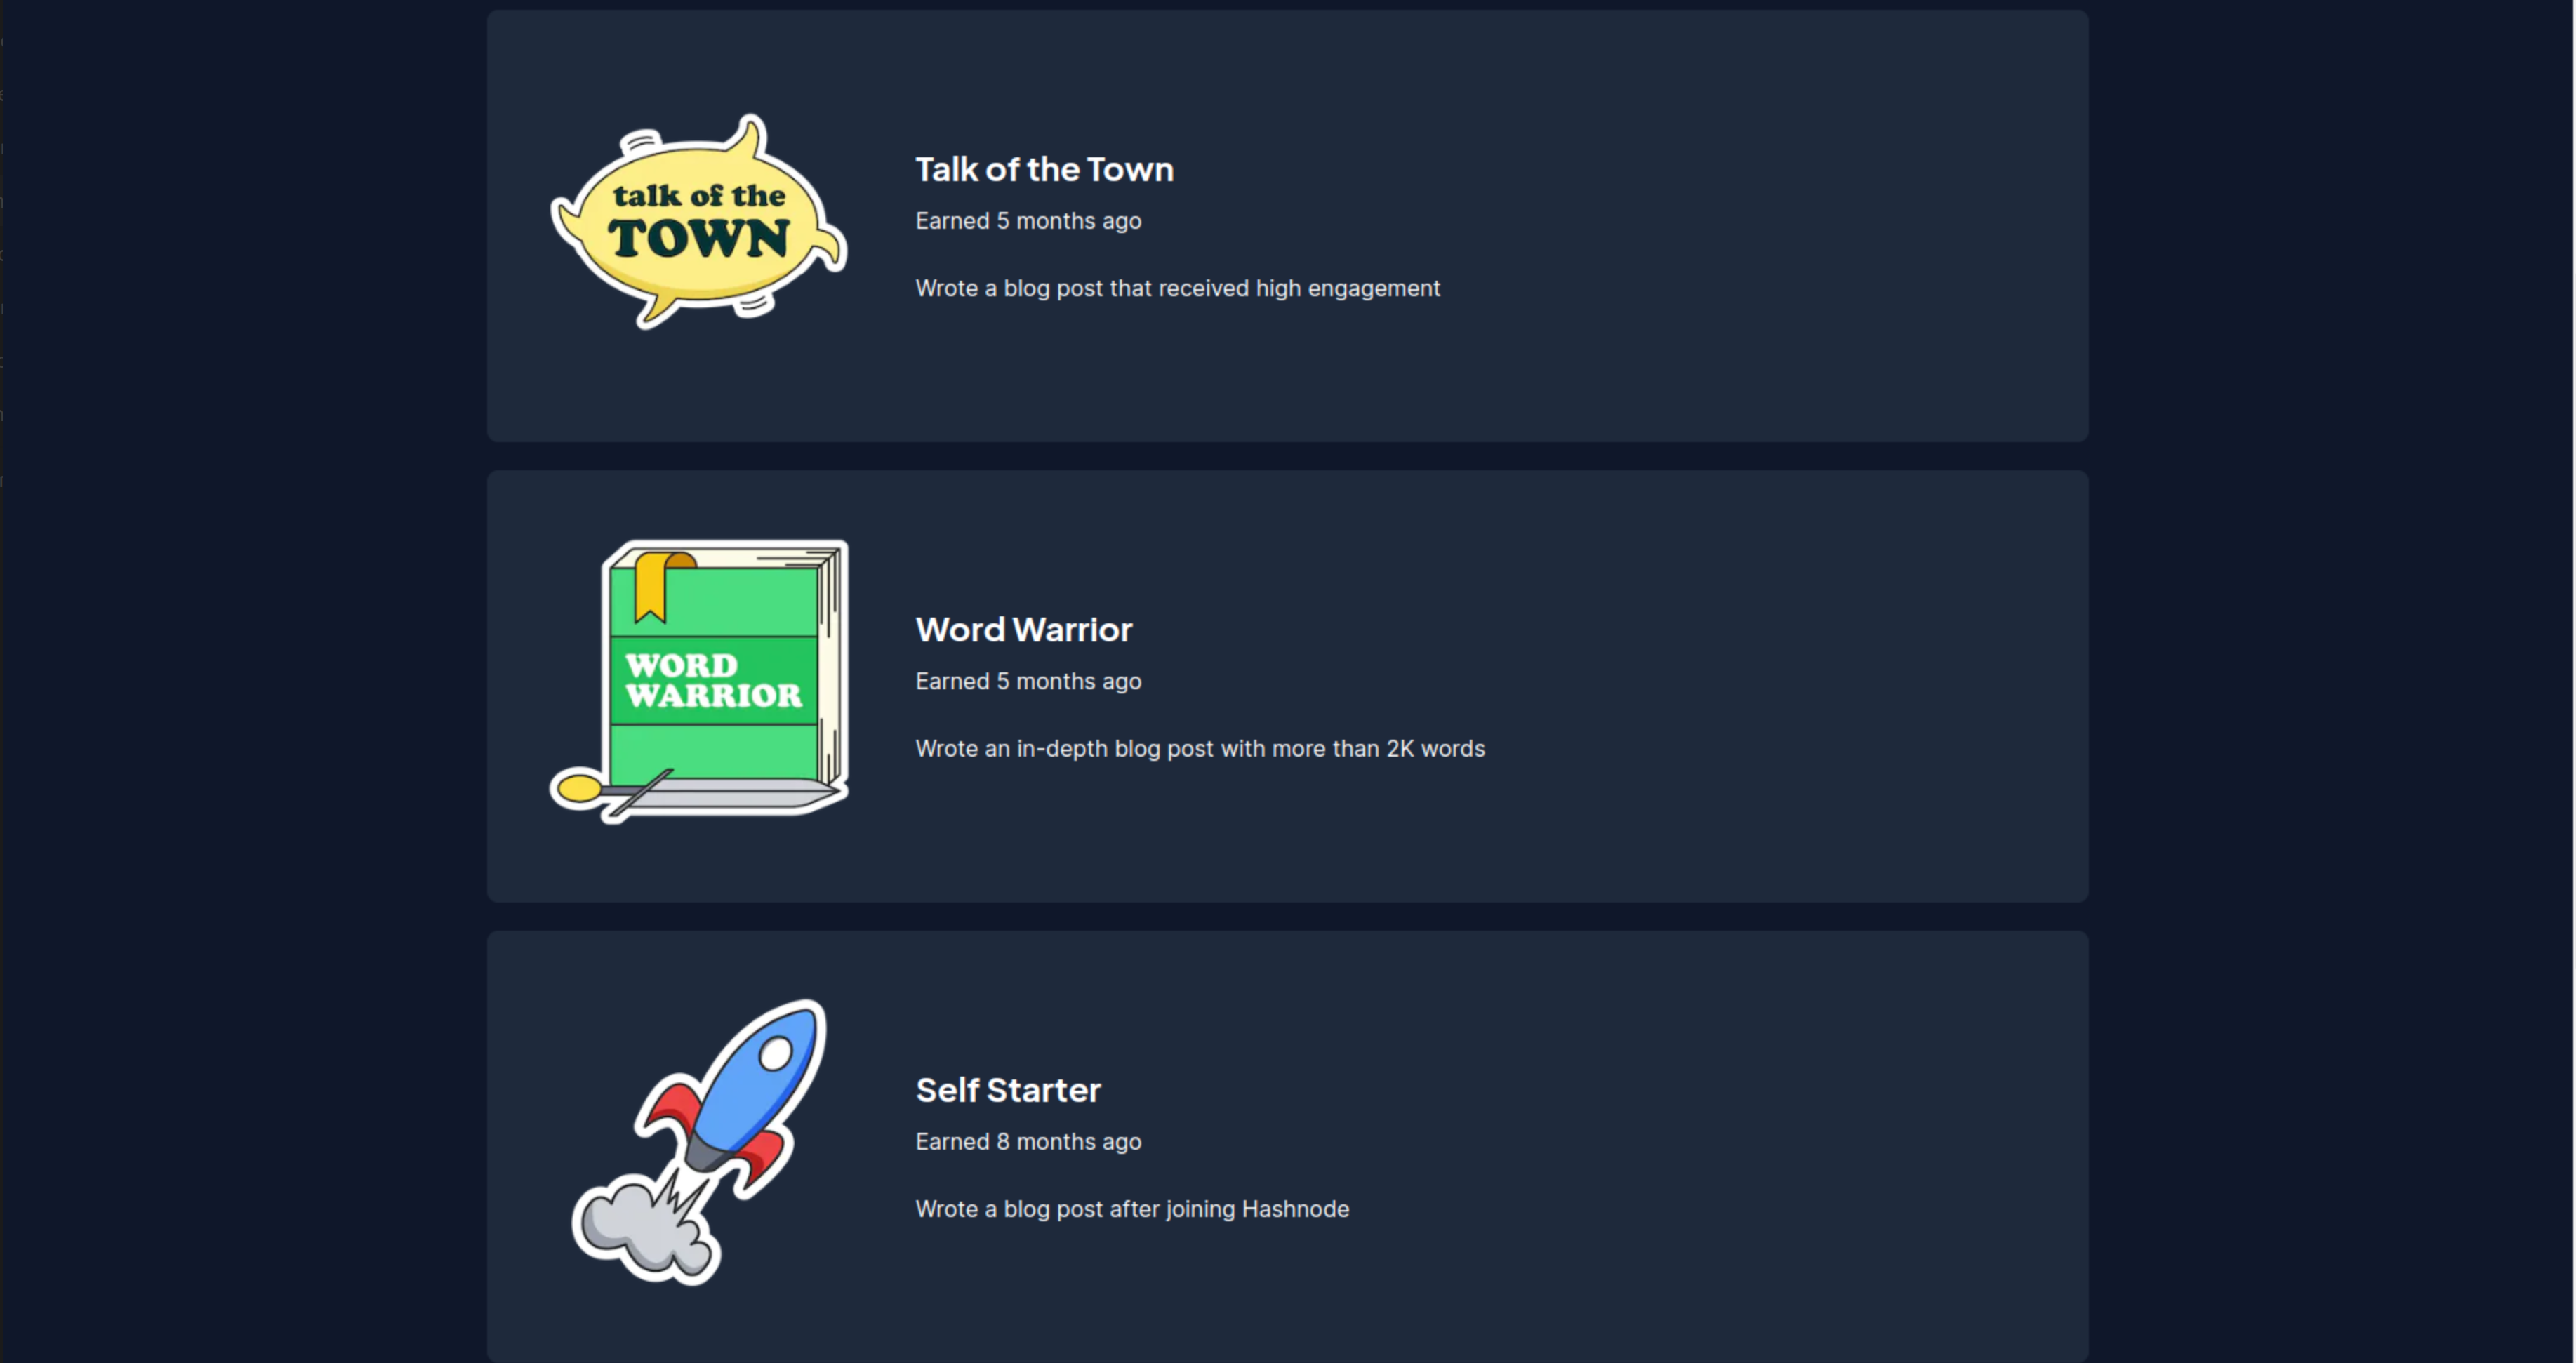 talk of the
TOWN
Talk of the Town
Earned 5 months ago
Wrote a blog post that received high engagement
WORD
WARRIOR
Word Warrior
Earned 5 months ago
Wrote an in-depth blog post with more than 2K words
Self Starter
Earned 8 months ago
Wrote a blog post after joining Hashnode